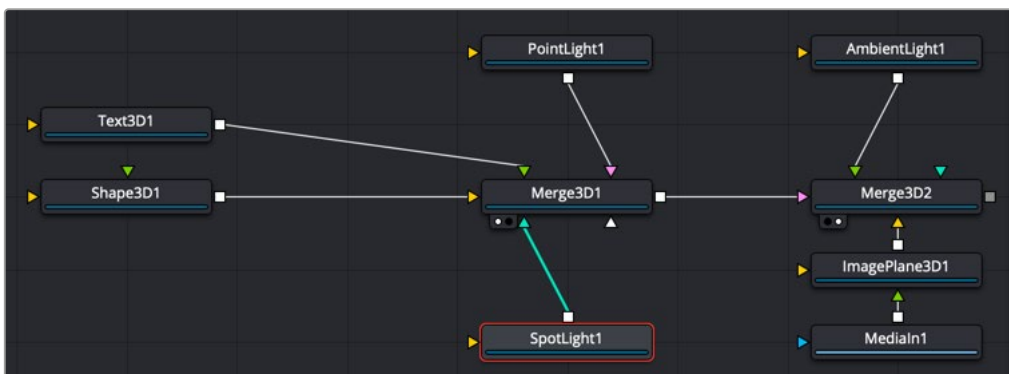 PointLight1
AmbientLight1
Text3D1
Shape3D1
Merge3D1
Merge3D2
ImagePlane3D1
SpotLight1
MediaIn1